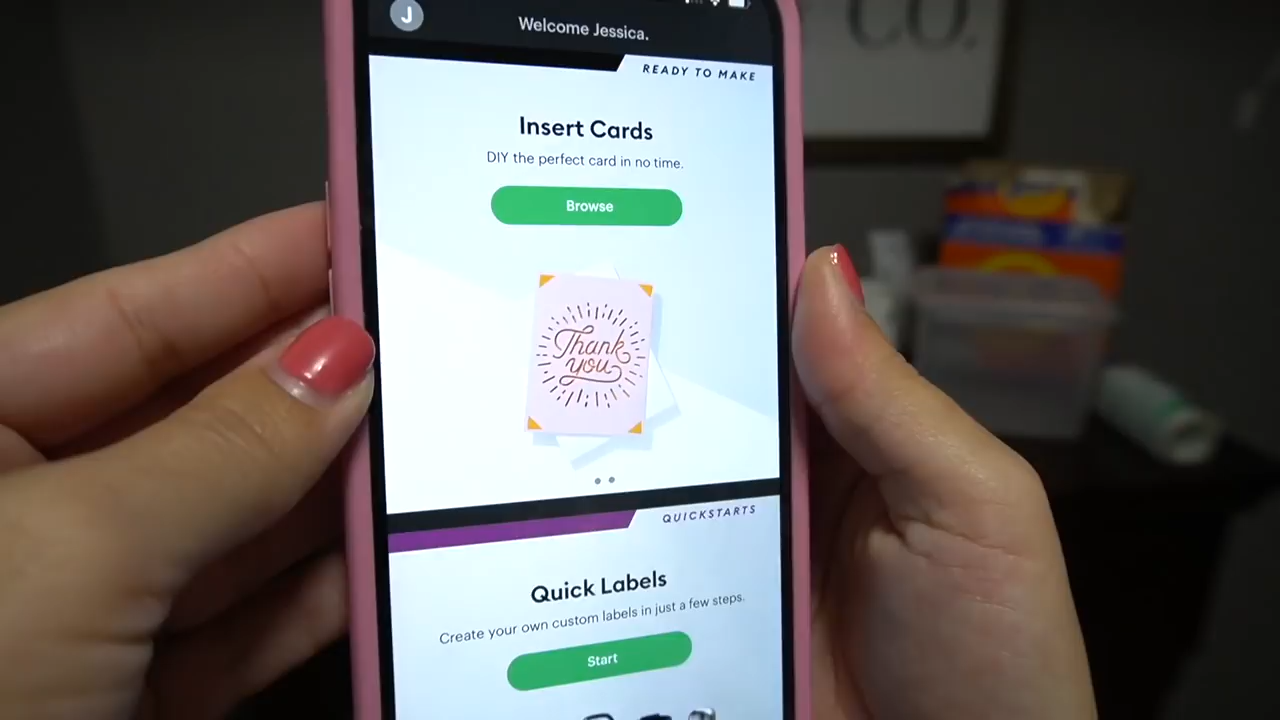 CO.
J
Welcome Jessica.
READY TO MAKE
Insert Cards
DIY the perfect card in no time.
Browse
Thank
you
QUICKSTARTS
Quick Labels
Create your own custom labels in just a few steps.
Start